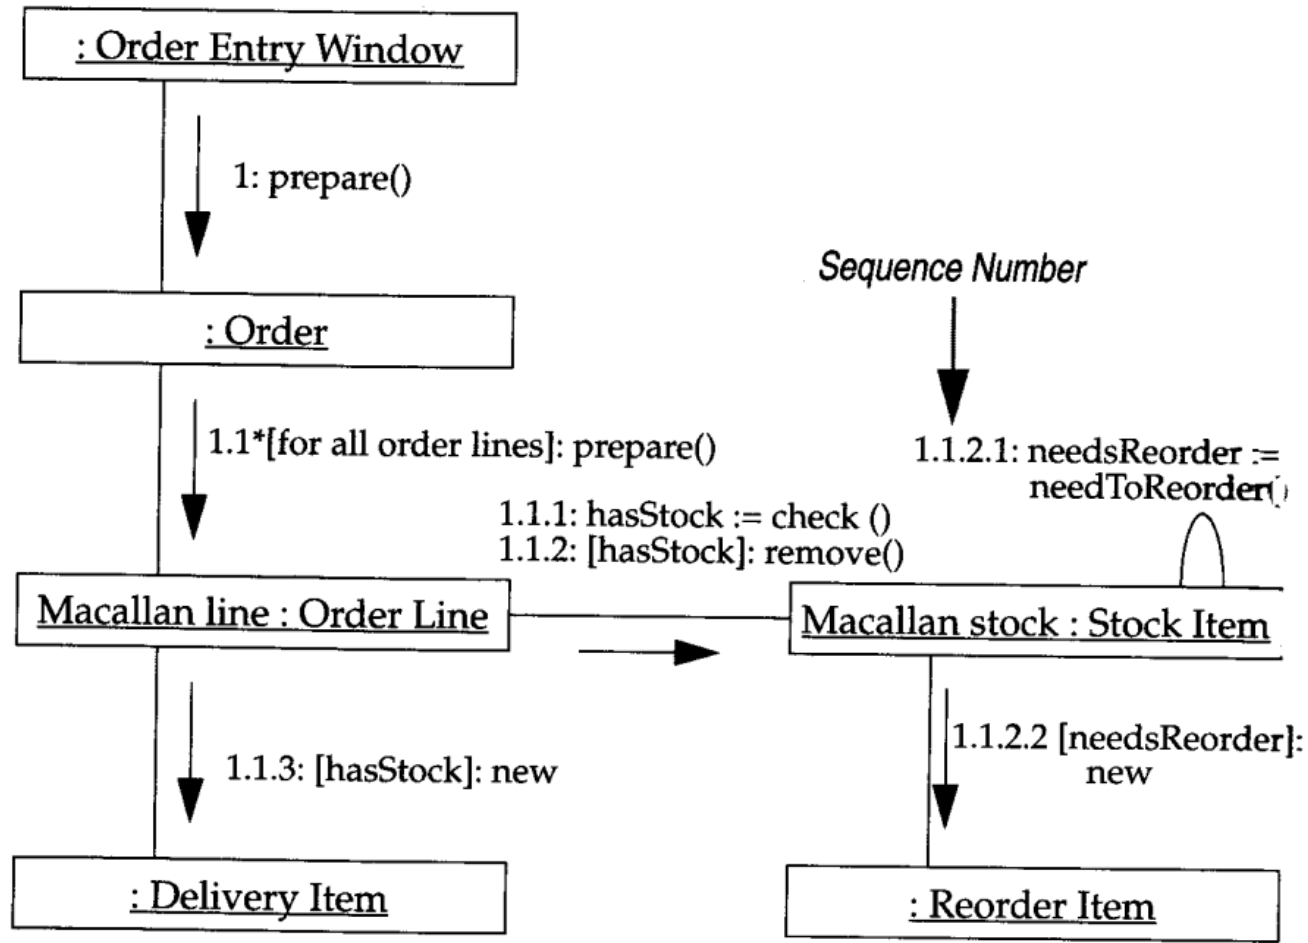 : Order Entry Window
1: prepare()
Sequence Number
: Order
1.1*[for all order lines]: prepare()
1.1.2.1: needsReorder :=
needToReorder()
1.1.1: hasStock := check ()
1.1.2: [hasStock]: remove()
Macallan line : Order Line
Macallan stock : Stock Item
1.1.3: [hasStock]: new
1.1.2.2 [needsReorder]:
new
: Delivery Item
: Reorder Item